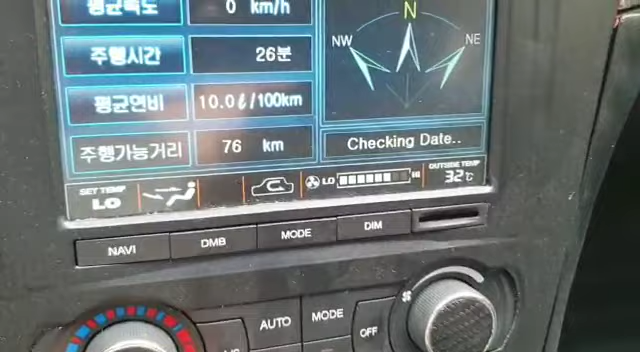 평균속도
0 km/h
주행시간
26분
평균연비
10.0ℓ/100km
주행가능거리
76 km
N
NW
NE
Checking Date..
SET TEMP
LO
LO
HI
OUTSIDE TEMP
32℃
NAVI
DMB
MODE
DIM
AUTO
MODE
OFF